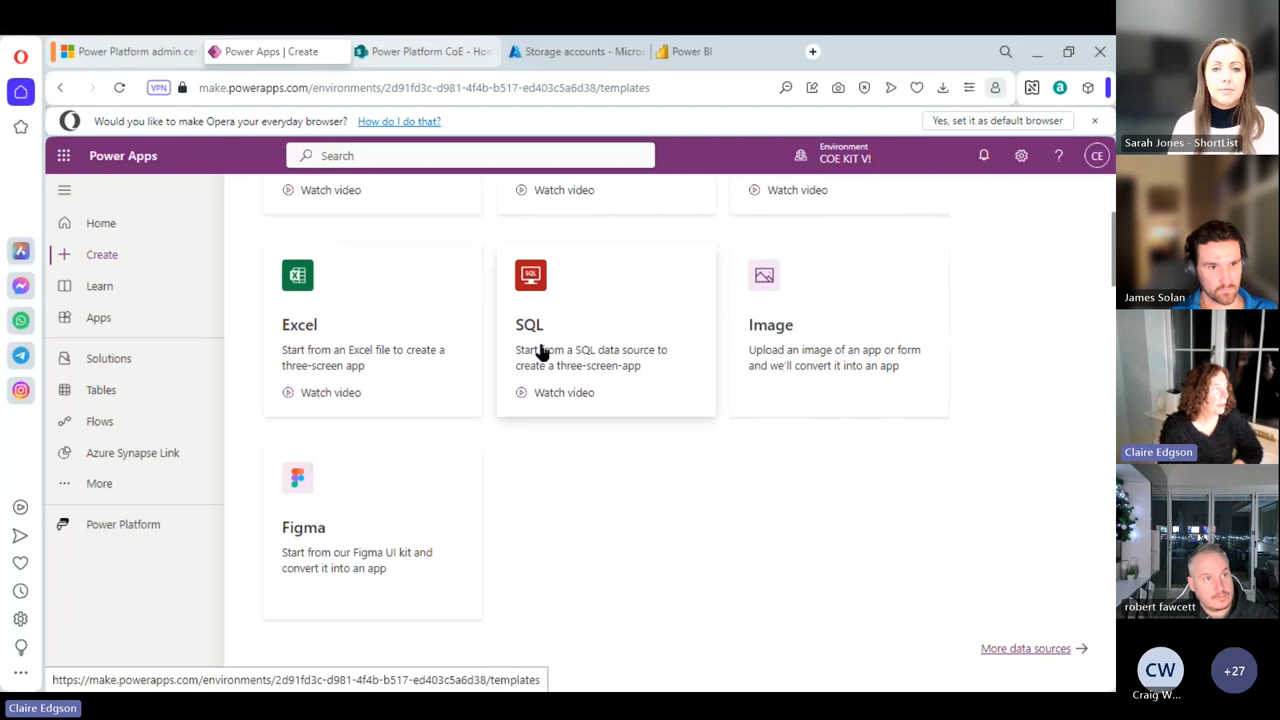 Power Platform admin cen
Power Apps | Create
Power Platform CoE - Hom
Storage accounts - Micros
Power BI
VPN
make.powerapps.com/environments/2d91fd3c-d981-4f4b-b517-ed403c5a6d38/templates
Would you like to make Opera your everyday browser? How do I do that?
Yes, set it as default browser
Power Apps
Search
Environment
COE KIT V!
CE
Home
Create
Learn
Apps
Solutions
Tables
Flows
Azure Synapse Link
More
Power Platform
Watch video
Watch video
Watch video
Excel
Start from an Excel file to create a
three-screen app
Watch video
SQL
SQL
Start from a SQL data source to
create a three-screen-app
Watch video
Image
Upload an image of an app or form
and we'll convert it into an app
Figma
Start from our Figma UI kit and
convert it into an app
More data sources
https://make.powerapps.com/environments/2d91fd3c-d981-4f4b-b517-ed403c5a6d38/templates
Claire Edgson
Sarah Jones - ShortList
James Solan
Claire Edgson
robert fawcett
CW
Craig W...
+27